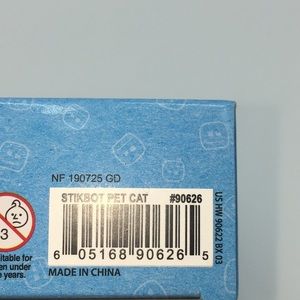 NF 190725 GD
STIKBOT PET CAT #90626
6 05168 90626 5
MADE IN CHINA
US HW 90622 BX 03
3
itable for
en under
e years.